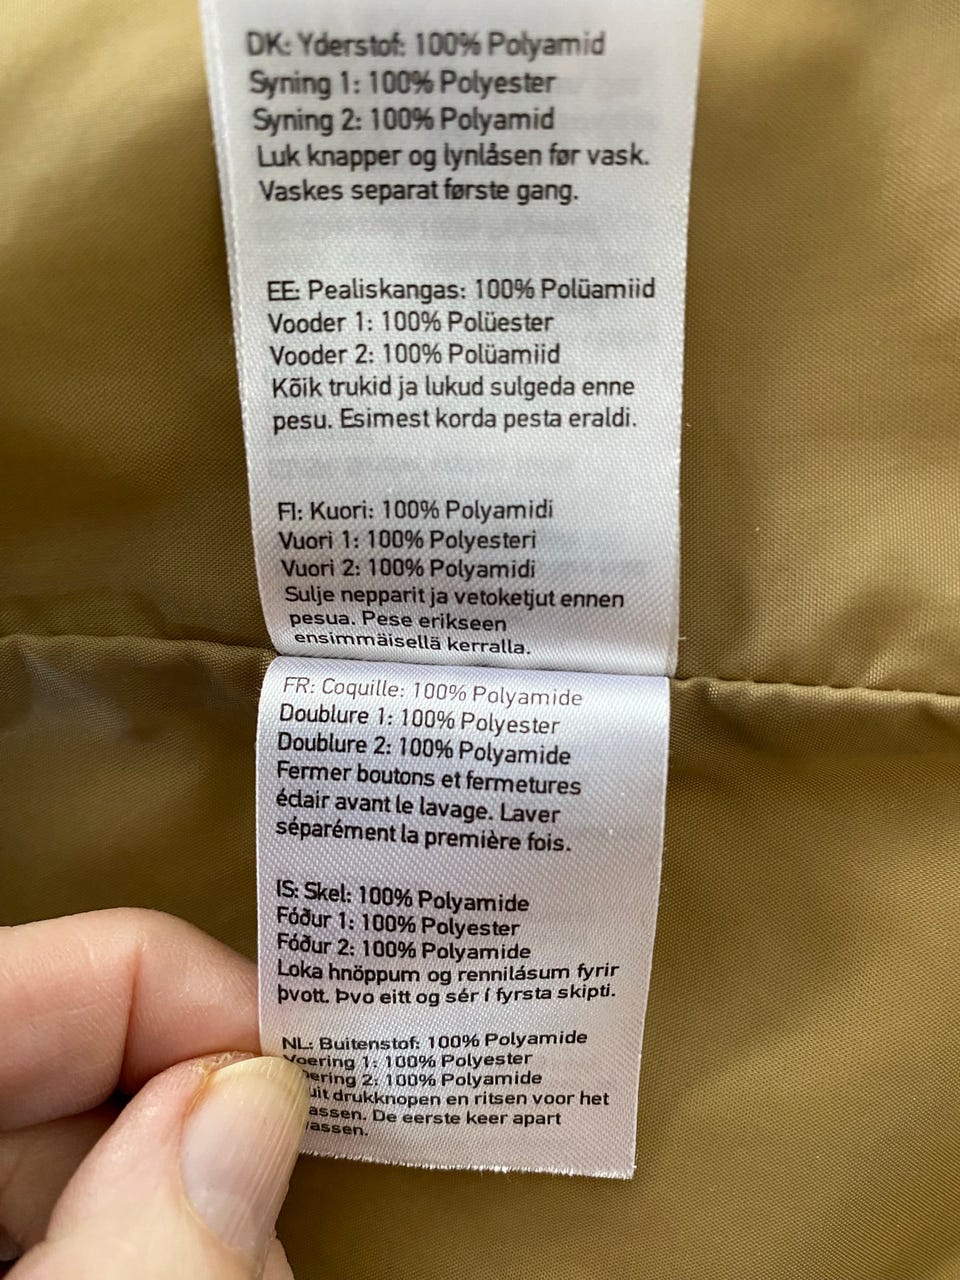 DK: Yderstof: 100% Polyamid
Syning 1: 100% Polyester
Syning 2: 100% Polyamid
Luk knapper og lynlåsen før vask.
Vaskes separat første gang.
EE: Pealiskangas: 100% Polüamiid
Vooder 1: 100% Polüester
Vooder 2: 100% Polüamiid
Kõik trukid ja lukud sulgeda enne
pesu. Esimest korda pesta eraldi.
FI: Kuori: 100% Polyamidi
Vuori 1: 100% Polyesteri
Vuori 2: 100% Polyamidi
Sulje nepparit ja vetoketjut ennen
pesua. Pese erikseen
ensimmäisellä kerralla.
FR: Coquille: 100% Polyamide
Doublure 1: 100% Polyester
Doublure 2: 100% Polyamide
Fermer boutons et fermetures
éclair avant le lavage. Laver
séparément la première fois.
IS: Skel: 100% Polyamide
Fóður 1: 100% Polyester
Fóður 2: 100% Polyamide
Loka hnöppum og rennilásum fyrir
þvott. Þvo eitt og sér í fyrsta skipti.
NL: Buitenstof: 100% Polyamide
Voering 1: 100% Polyester
2: 100% Polyamide
drukknopen en ritsen voor het
De eerste keer apart